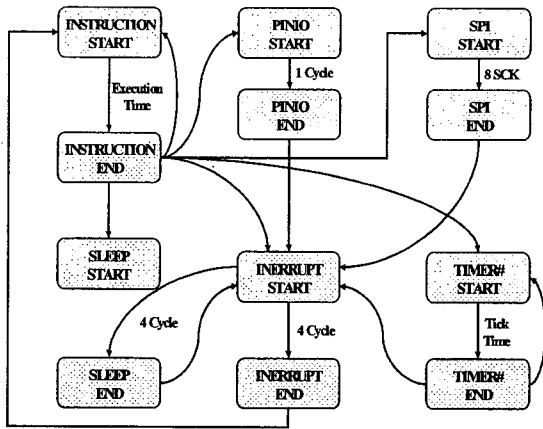 INSTRUCTION
START
PINIO
START
SPI
START
Execution
Time
1 Cycle
8 SCK
INSTRUCTION
END
PINIO
END
SPI
END
SLEEP
START
INERRUPT
START
TIMER#
START
4 Cycle
4 Cycle
Tick
Time
SLEEP
END
INERRUPT
END
TIMER#
END